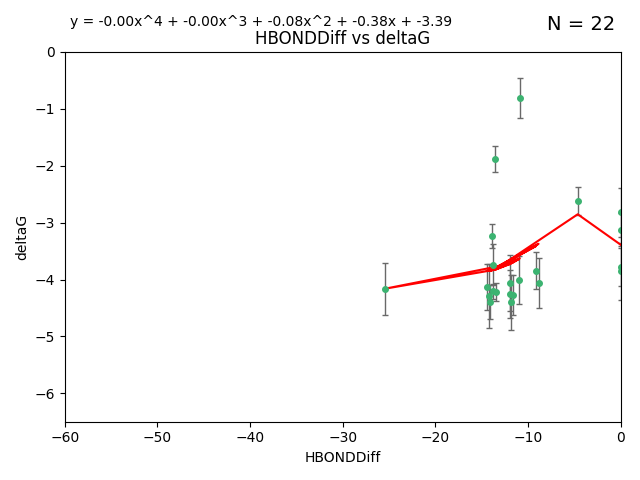 y = -0.00x^4 + -0.00x^3 + -0.08x^2 + -0.38x + -3.39
N = 22
HBONDDiff vs deltaG
0
−1
−2
−3
−4
−5
−6
deltaG
−60 −50 −40 −30 −20 −10 0
HBONDDiff